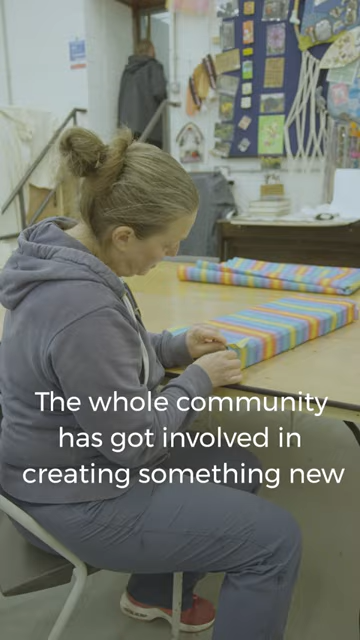 The whole community
has got involved in
creating something new